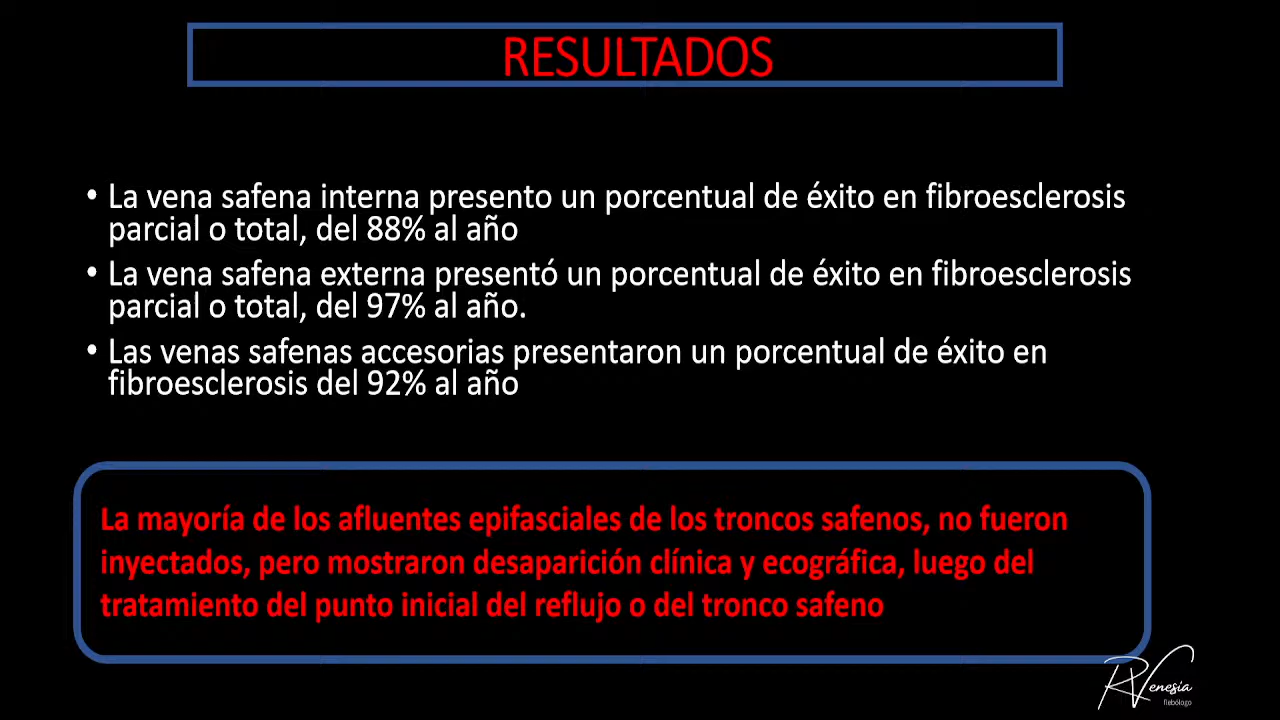 RESULTADOS
• La vena safena interna presento un porcentual de éxito en fibroesclerosis
parcial o total, del 88% al año
• La vena safena externa presentó un porcentual de éxito en fibroesclerosis
parcial o total, del 97% al año.
• Las venas safenas accesorias presentaron un porcentual de éxito en
fibroesclerosis del 92% al año
La mayoría de los afluentes epifasciales de los troncos safenos, no fueron
inyectados, pero mostraron desaparición clínica y ecográfica, luego del
tratamiento del punto inicial del reflujo o del tronco safeno
RVenesia
flebólogo